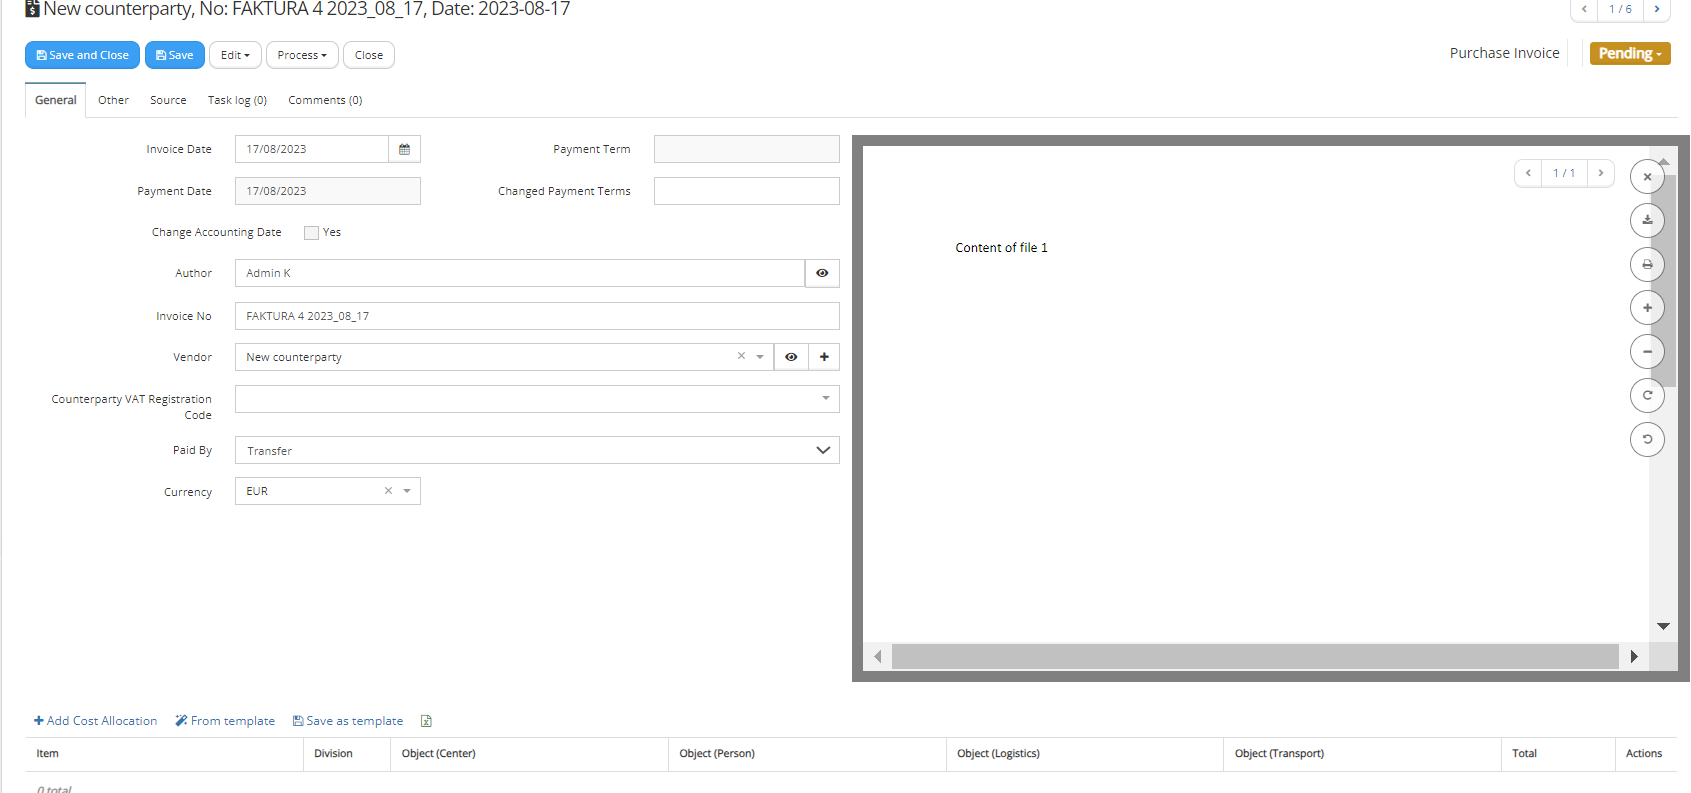 New counterparty, No: FAKTURA 4 2023_08_17, Date: 2023-08-17
1 / 6
Save and Close Save Edit Process Close
Purchase Invoice Pending
General Other Source Task log (0) Comments (0)
Invoice Date 17/08/2023 Payment Term
Payment Date 17/08/2023 Changed Payment Terms
Change Accounting Date Yes
Author Admin K
Invoice No FAKTURA 4 2023_08_17
Vendor New counterparty
Counterparty VAT Registration
Code
Paid By Transfer
Currency EUR
1 / 1
Content of file 1
Add Cost Allocation From template Save as template
Item Division Object (Center) Object (Person) Object (Logistics) Object (Transport) Total Actions
0 total